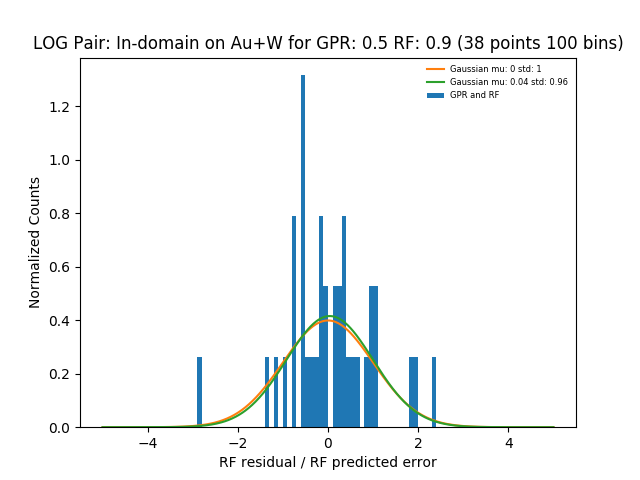 LOG Pair: In-domain on Au+W for GPR: 0.5 RF: 0.9 (38 points 100 bins)
Gaussian mu: 0 std: 1
Gaussian mu: 0.04 std: 0.96
GPR and RF
Normalized Counts
1.2
1.0
0.8
0.6
0.4
0.2
0.0
−4 −2 0 2 4
RF residual / RF predicted error